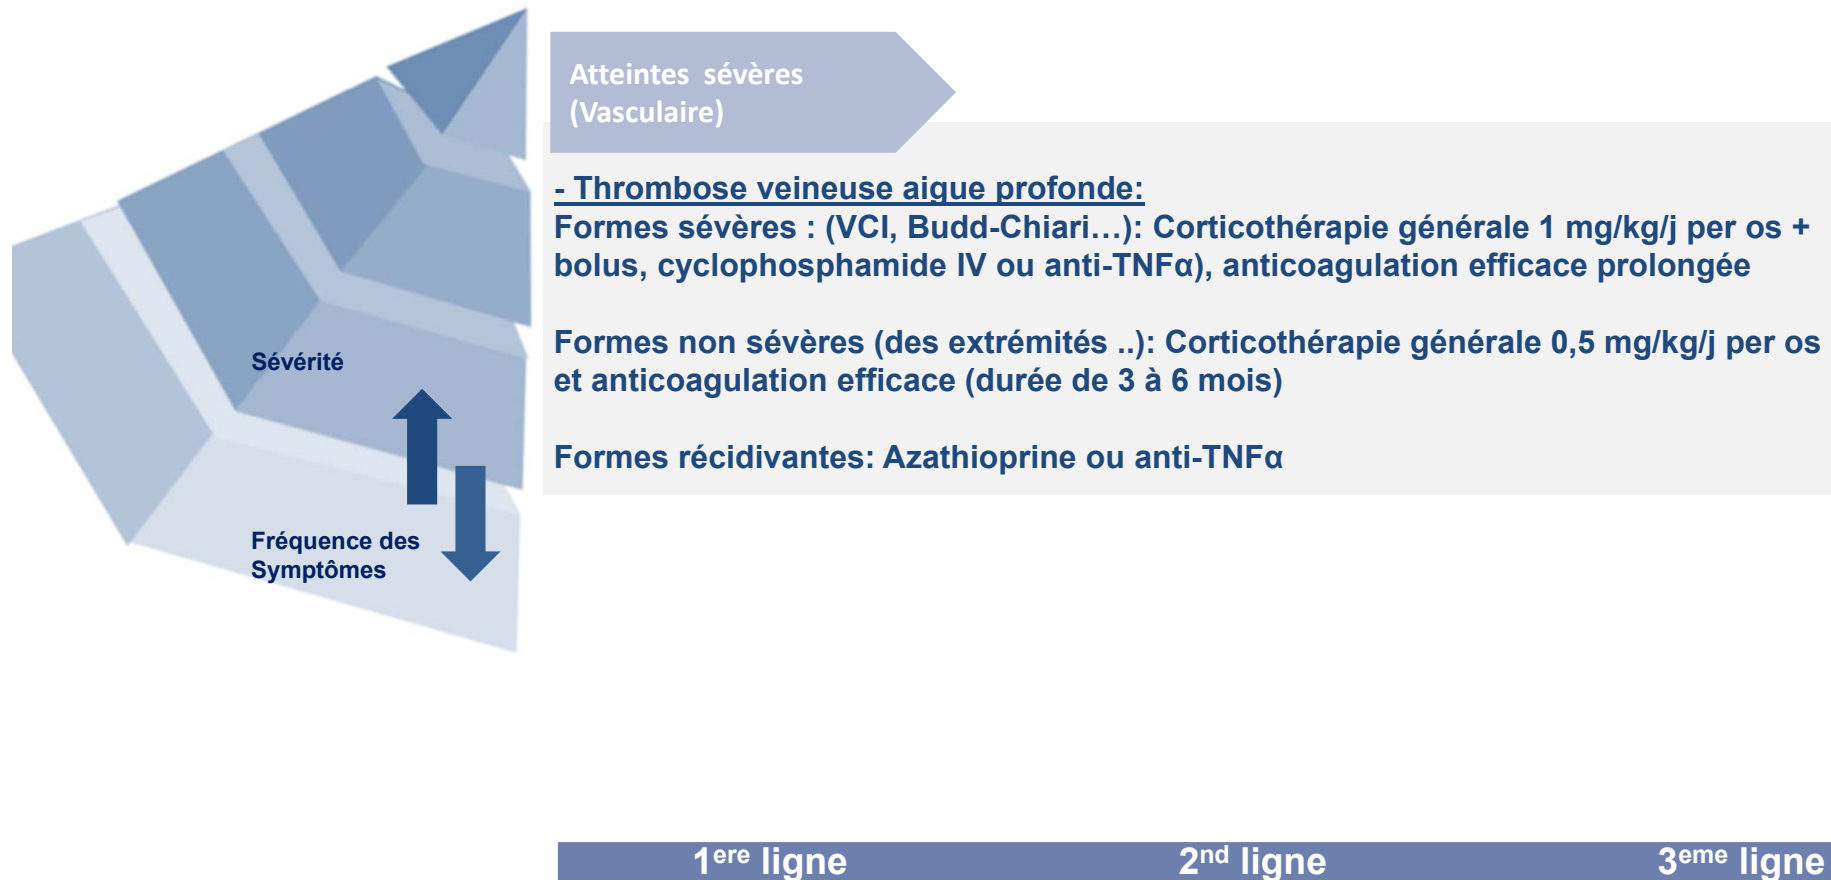 Atteintes sévères
(Vasculaire)
- Thrombose veineuse aigue profonde:
Formes sévères : (VCI, Budd-Chiari…): Corticothérapie générale 1 mg/kg/j per os +
bolus, cyclophosphamide IV ou anti-TNFα), anticoagulation efficace prolongée
Formes non sévères (des extrémités ..): Corticothérapie générale 0,5 mg/kg/j per os
et anticoagulation efficace (durée de 3 à 6 mois)
Formes récidivantes: Azathioprine ou anti-TNFα
Sévérité
Fréquence des
Symptômes
1ere ligne 2nd ligne 3eme ligne